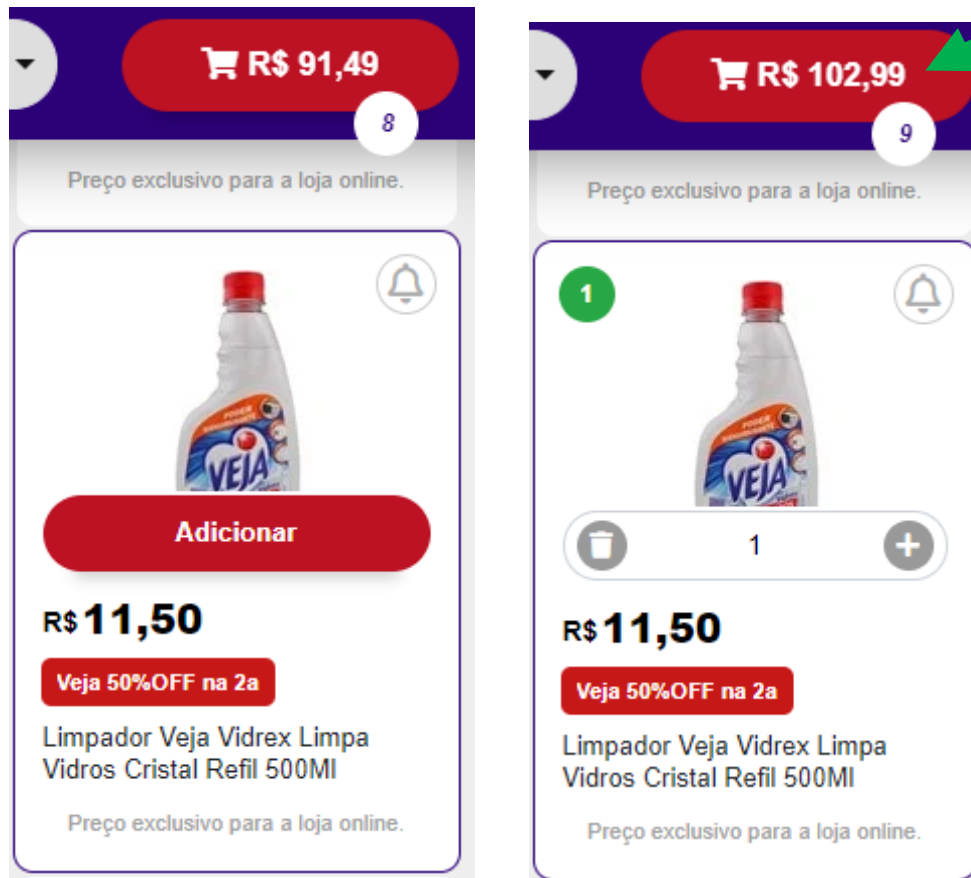 R$ 91,49
8
Preço exclusivo para a loja online.
VEJA
Adicionar
R$ 11,50
Veja 50%OFF na 2a
Limpador Veja Vidrex Limpa
Vidros Cristal Refil 500Ml
Preço exclusivo para a loja online.
R$ 102,99
9
Preço exclusivo para a loja online.
1
VEJA
1
R$ 11,50
Veja 50%OFF na 2a
Limpador Veja Vidrex Limpa
Vidros Cristal Refil 500Ml
Preço exclusivo para a loja online.